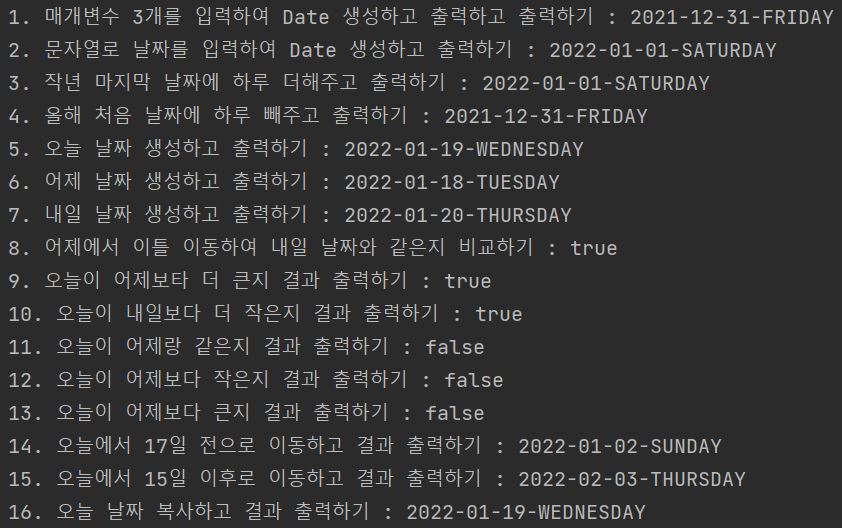 1. 매개변수 3개를 입력하여 Date 생성하고 출력하고 출력하기 : 2021-12-31-FRIDAY
2. 문자열로 날짜를 입력하여 Date 생성하고 출력하기 : 2022-01-01-SATURDAY
3. 작년 마지막 날짜에 하루 더해주고 출력하기 : 2022-01-01-SATURDAY
4. 올해 처음 날짜에 하루 빼주고 출력하기 : 2021-12-31-FRIDAY
5. 오늘 날짜 생성하고 출력하기 : 2022-01-19-WEDNESDAY
6. 어제 날짜 생성하고 출력하기 : 2022-01-18-TUESDAY
7. 내일 날짜 생성하고 출력하기 : 2022-01-20-THURSDAY
8. 어제에서 이틀 이동하여 내일 날짜와 같은지 비교하기 : true
9. 오늘이 어제보타 더 큰지 결과 출력하기 : true
10. 오늘이 내일보다 더 작은지 결과 출력하기 : true
11. 오늘이 어제랑 같은지 결과 출력하기 : false
12. 오늘이 어제보다 작은지 결과 출력하기 : false
13. 오늘이 어제보다 큰지 결과 출력하기 : false
14. 오늘에서 17일 전으로 이동하고 결과 출력하기 : 2022-01-02-SUNDAY
15. 오늘에서 15일 이후로 이동하고 결과 출력하기 : 2022-02-03-THURSDAY
16. 오늘 날짜 복사하고 결과 출력하기 : 2022-01-19-WEDNESDAY